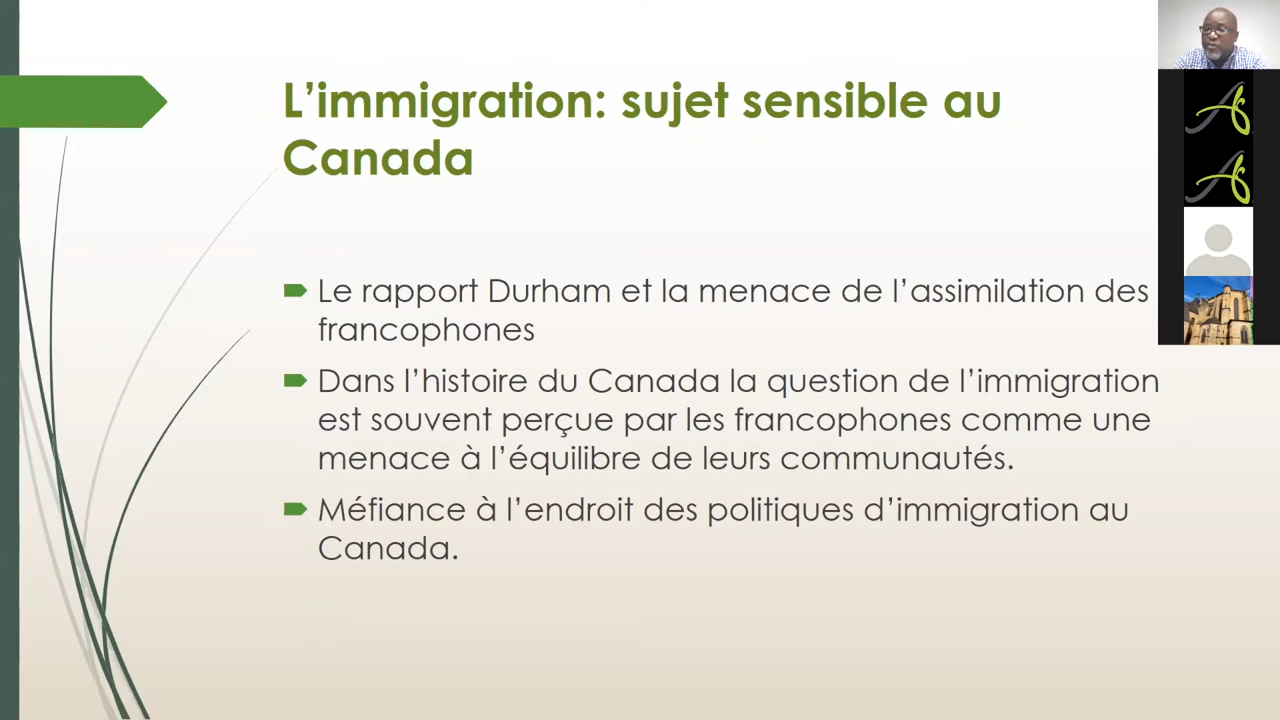 L’immigration: sujet sensible au
Canada
Le rapport Durham et la menace de l’assimilation des
francophones
Dans l’histoire du Canada la question de l’immigration
est souvent perçue par les francophones comme une
menace à l’équilibre de leurs communautés.
Méfiance à l’endroit des politiques d’immigration au
Canada.